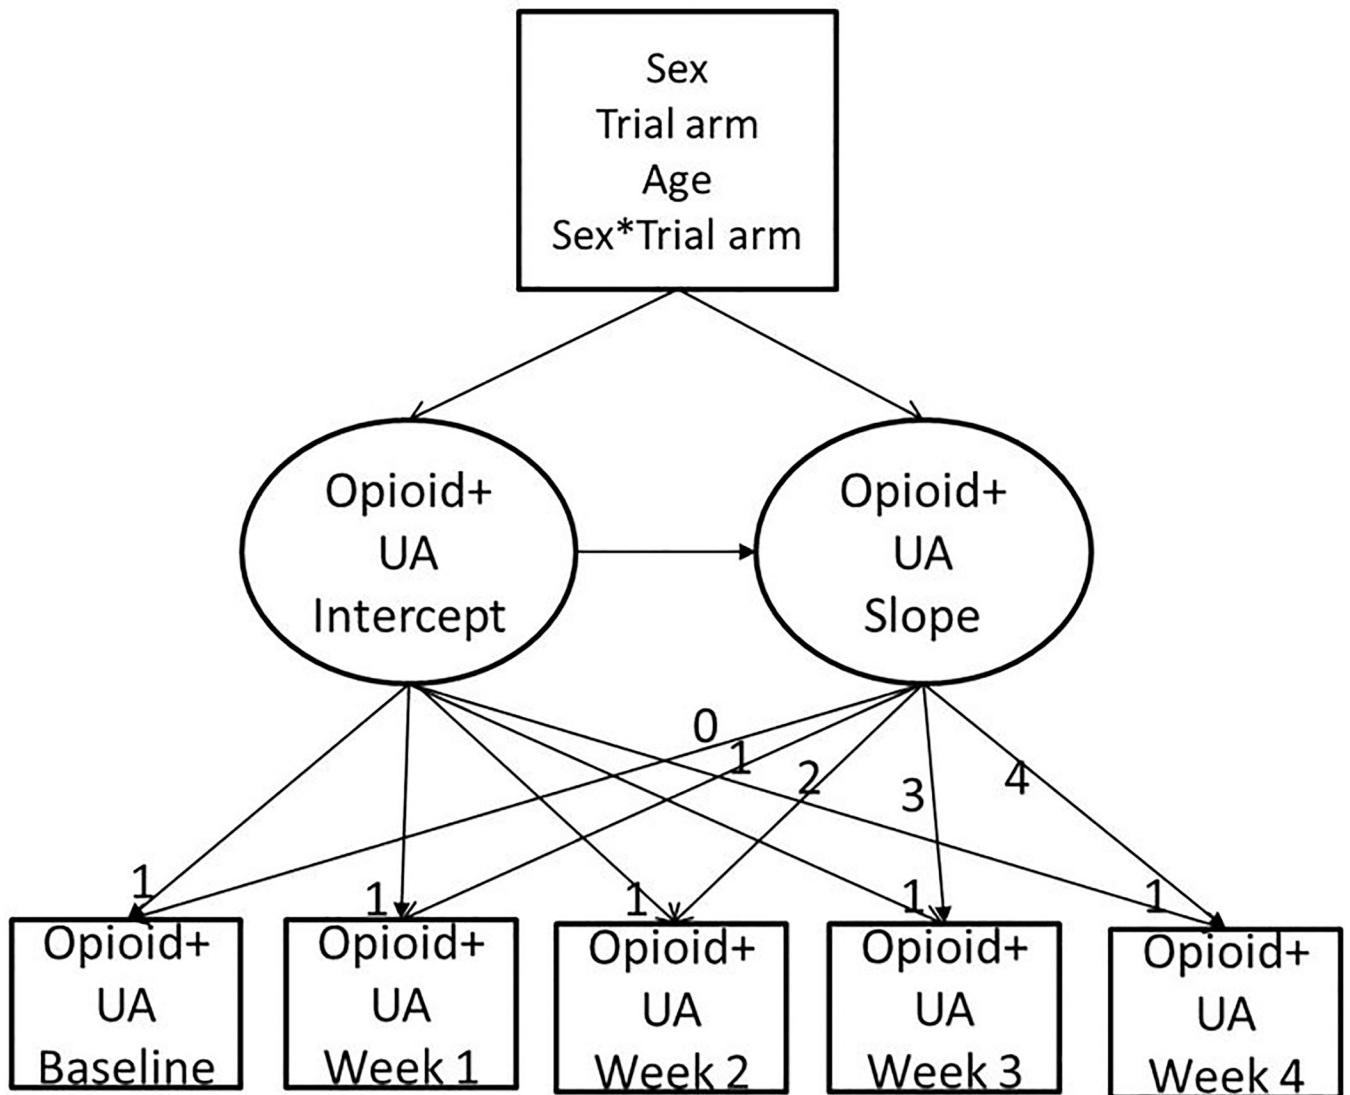 Sex
Trial arm
Age
Sex*Trial arm
Opioid+
UA
Intercept
Opioid+
UA
Slope
0
1
2
3
4
1
1
1
1
1
Opioid+
UA
Baseline
Opioid+
UA
Week 1
Opioid+
UA
Week 2
Opioid+
UA
Week 3
Opioid+
UA
Week 4